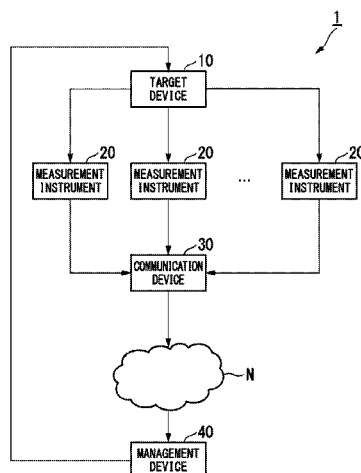 1
10
TARGET
DEVICE
20
MEASUREMENT
INSTRUMENT
20
MEASUREMENT
INSTRUMENT
...
20
MEASUREMENT
INSTRUMENT
30
COMMUNICATION
DEVICE
N
40
MANAGEMENT
DEVICE